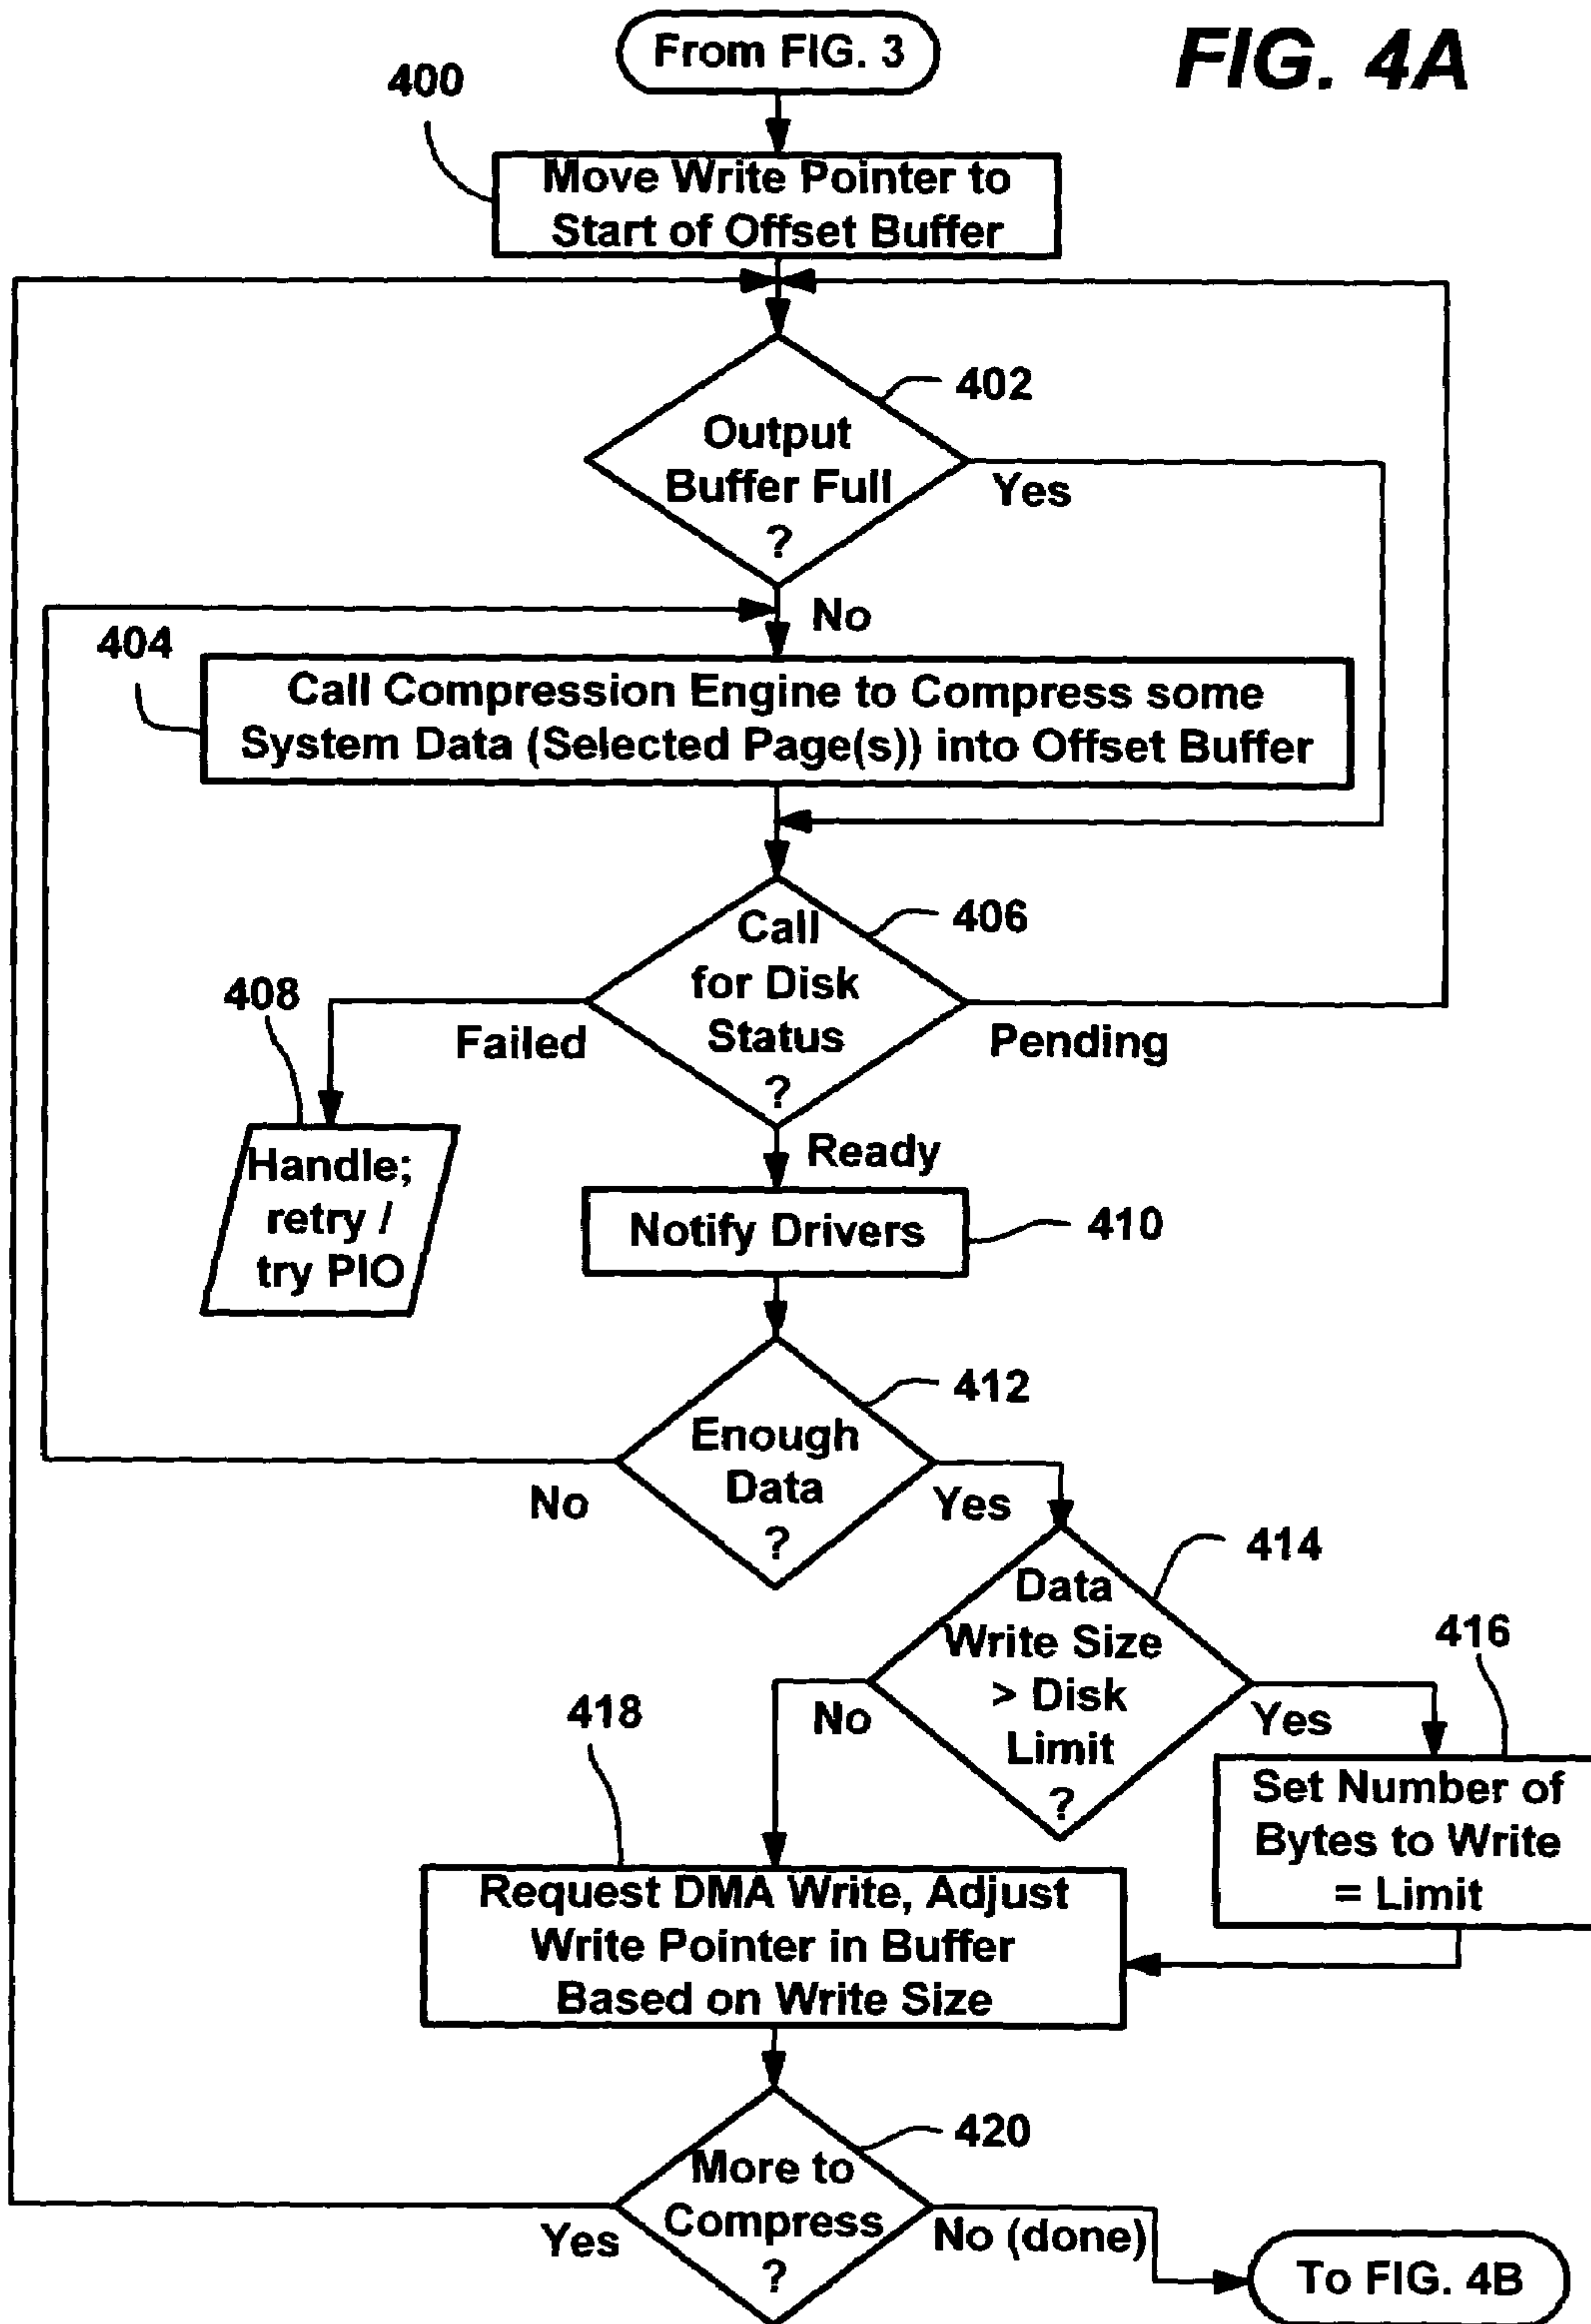 From FIG. 3
FIG. 4A
400
Move Write Pointer to
Start of Offset Buffer
402
Output
Buffer Full
?
Yes
No
404
Call Compression Engine to Compress some
System Data (Selected Page(s)) into Offset Buffer
406
Call
for Disk
Status
?
408
Failed
Pending
Handle;
retry /
try PIO
Ready
Notify Drivers
410
412
Enough
Data
?
No
Yes
414
Data
Write Size
> Disk
Limit
?
416
418
No
Yes
Set Number of
Bytes to Write
= Limit
Request DMA Write, Adjust
Write Pointer in Buffer
Based on Write Size
420
More to
Compress
?
Yes
No (done)
To FIG. 4B